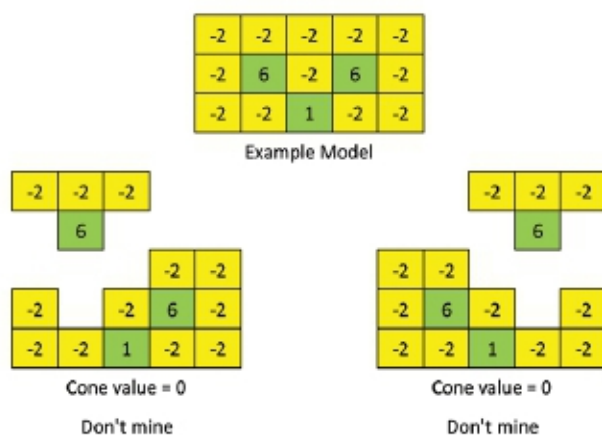 -2 -2 -2 -2 -2
-2 6 -2 6 -2
-2 -2 1 -2 -2
Example Model
-2 -2 -2
6
-2 -2
-2 -2 6 -2
-2 -2 1 -2 -2
Cone value = 0
Don't mine
-2 -2 -2
6
-2 -2
-2 6 -2 -2
-2 -2 1 -2 -2
Cone value = 0
Don't mine